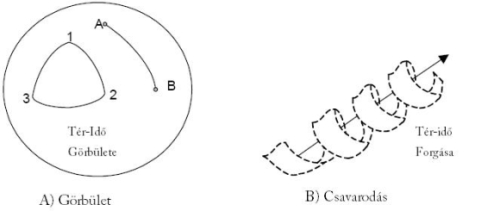 A
1
B
3
2
Tér-Idő
Görbülete
A) Görbület
Tér-idő
Forgása
B) Csavarodás